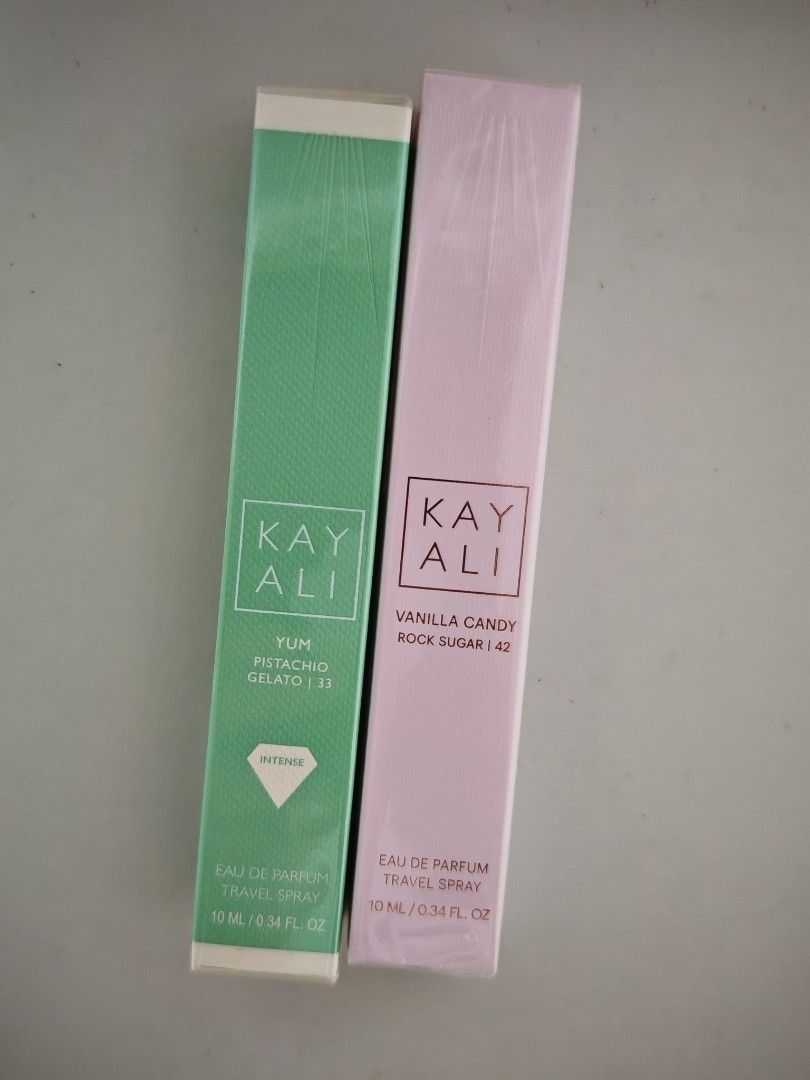 KAY
ALI
YUM
PISTACHIO
GELATO | 33
INTENSE
EAU DE PARFUM
TRAVEL SPRAY
10 ML / 0.34 FL. OZ
KAY
ALI
VANILLA CANDY
ROCK SUGAR | 42
EAU DE PARFUM
TRAVEL SPRAY
10 ML / 0.34 FL. OZ